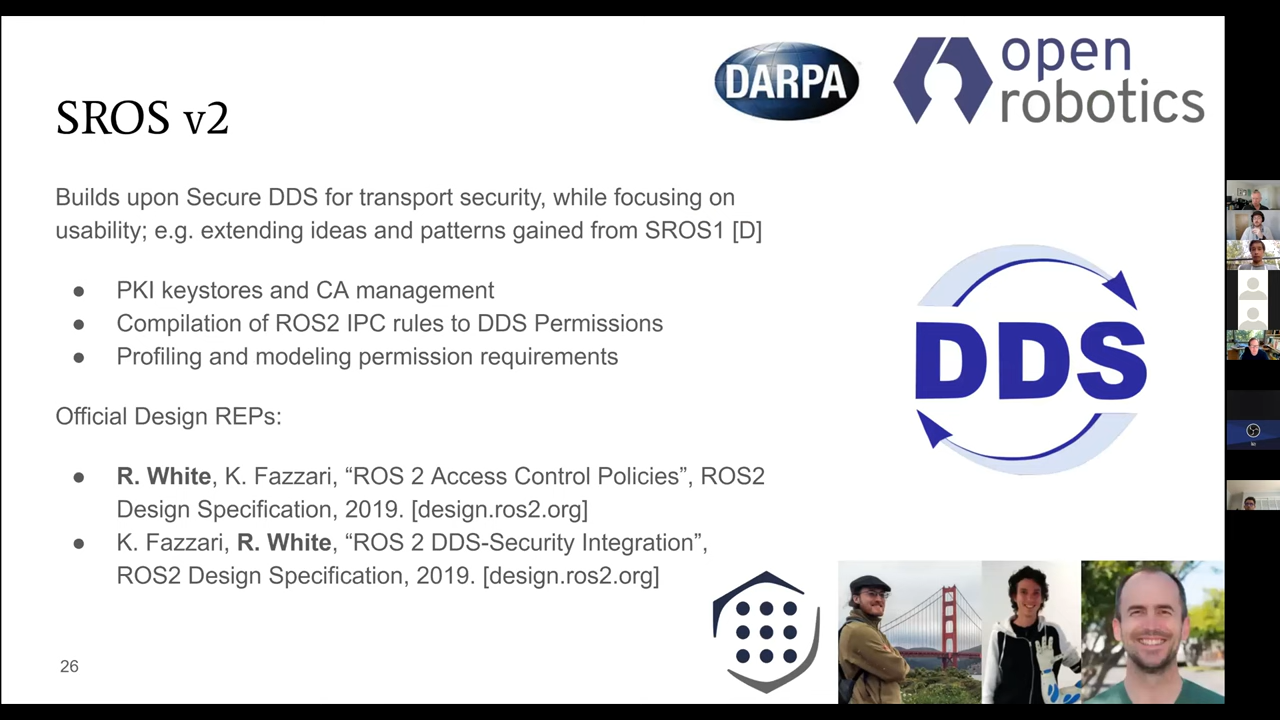 DARPA
open
robotics
SROS v2
Builds upon Secure DDS for transport security, while focusing on
usability; e.g. extending ideas and patterns gained from SROS1 [D]
● PKI keystores and CA management
● Compilation of ROS2 IPC rules to DDS Permissions
● Profiling and modeling permission requirements
DDS
Official Design REPs:
● R. White, K. Fazzari, “ROS 2 Access Control Policies”, ROS2
Design Specification, 2019. [design.ros2.org]
● K. Fazzari, R. White, “ROS 2 DDS-Security Integration”,
ROS2 Design Specification, 2019. [design.ros2.org]
26